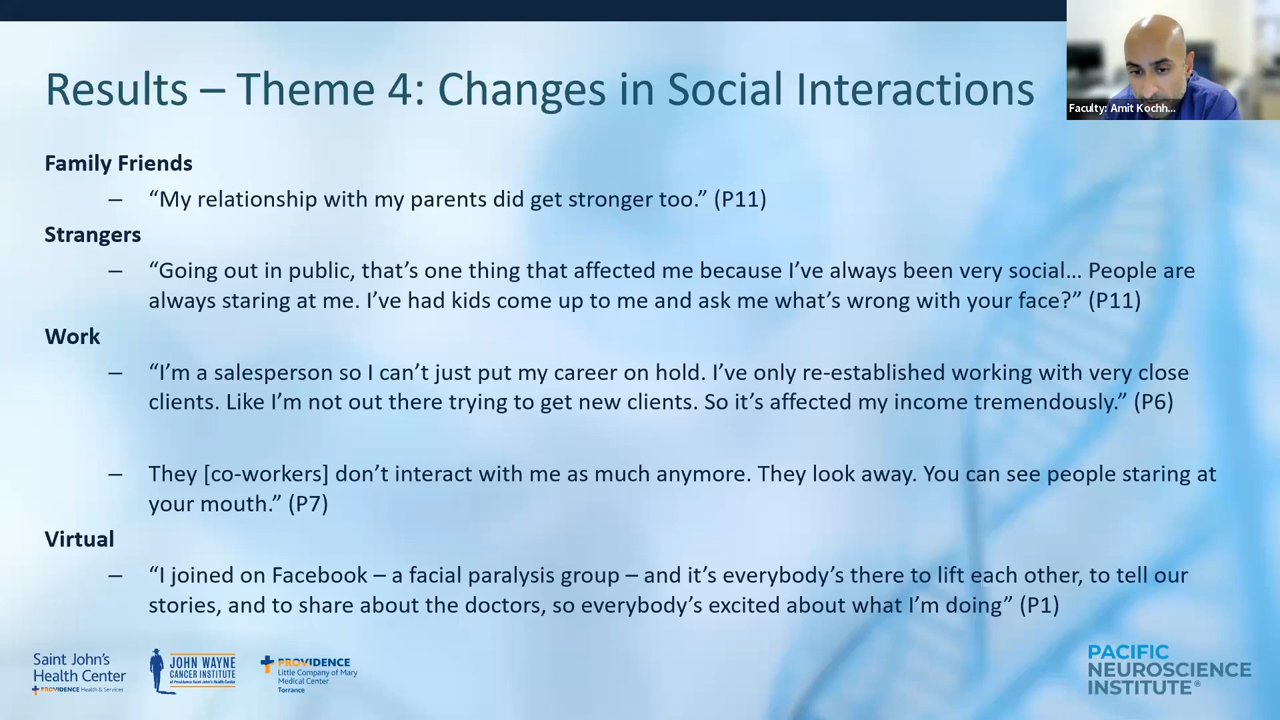 Results – Theme 4: Changes in Social Interactions
Faculty: Amit Kochh...
Family Friends
– “My relationship with my parents did get stronger too.” (P11)
Strangers
– “Going out in public, that’s one thing that affected me because I’ve always been very social… People are
always staring at me. I’ve had kids come up to me and ask me what’s wrong with your face?” (P11)
Work
– “I’m a salesperson so I can’t just put my career on hold. I’ve only re-established working with very close
clients. Like I’m not out there trying to get new clients. So it’s affected my income tremendously.” (P6)
– They [co-workers] don’t interact with me as much anymore. They look away. You can see people staring at
your mouth.” (P7)
Virtual
– “I joined on Facebook – a facial paralysis group – and it’s everybody’s there to lift each other, to tell our
stories, and to share about the doctors, so everybody’s excited about what I’m doing” (P1)
Saint John’s
Health Center
PROVIDENCE Health & Services
JOHN WAYNE
CANCER INSTITUTE
at Providence Saint John's Health Center
PROVIDENCE
Little Company of Mary
Medical Center
Torrance
PACIFIC
NEUROSCIENCE
INSTITUTE®